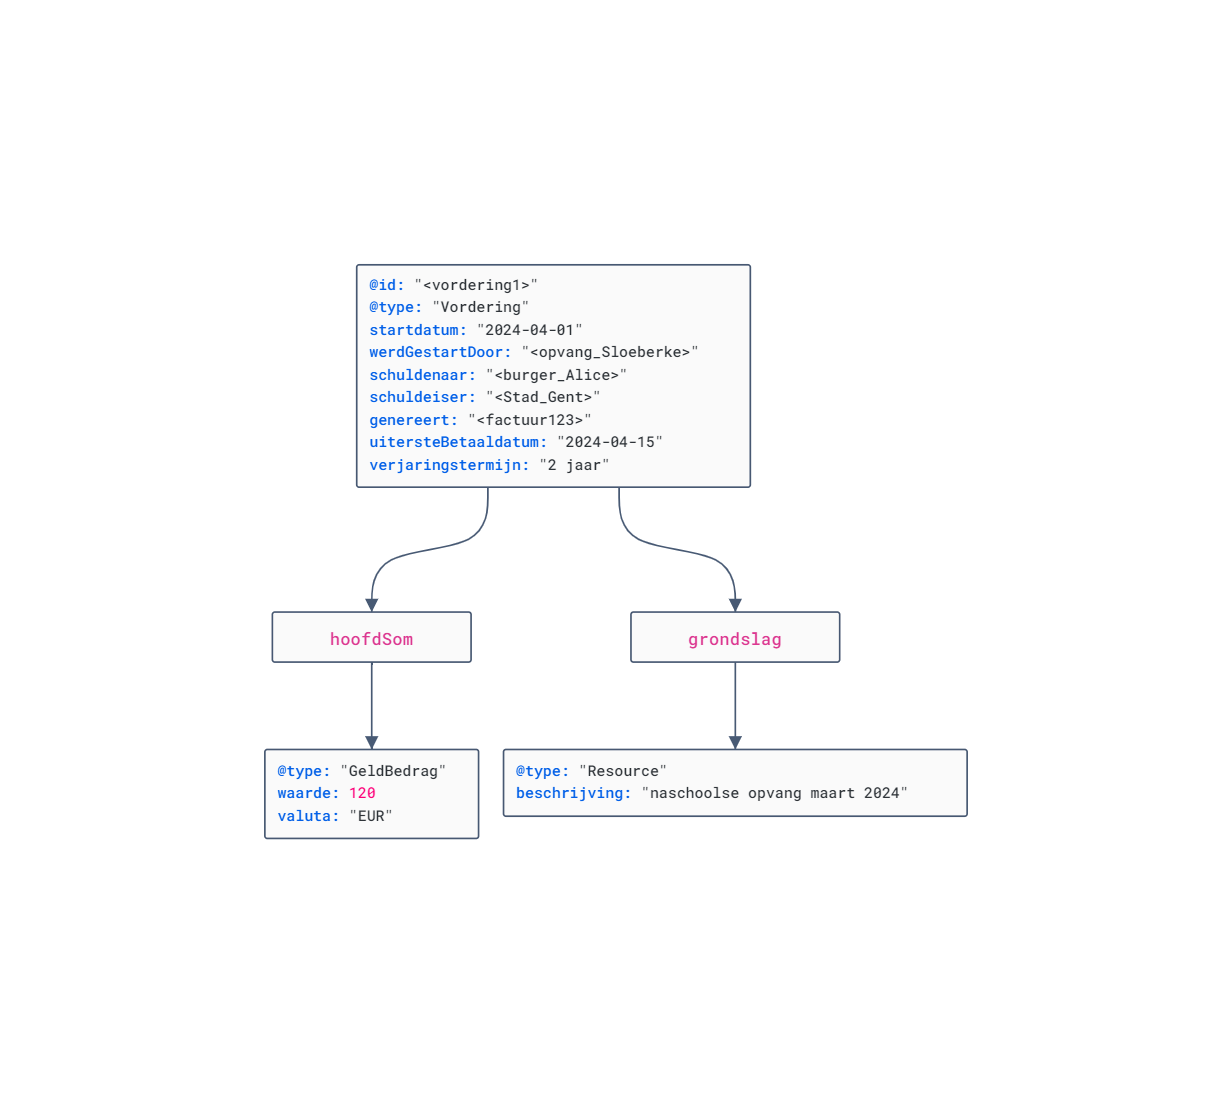 @id: "<vordering1>"
@type: "Vordering"
startdatum: "2024-04-01"
werdGestartDoor: "<opvang_Sloeberke>"
schuldenaar: "<burger_Alice>"
schuldeiser: "<Stad_Gent>"
genereert: "<factuur123>"
uitersteBetaaldatum: "2024-04-15"
verjaringstermijn: "2 jaar"
hoofdSom
grondslag
@type: "GeldBedrag"
waarde: 120
valuta: "EUR"
@type: "Resource"
beschrijving: "naschoolse opvang maart 2024"